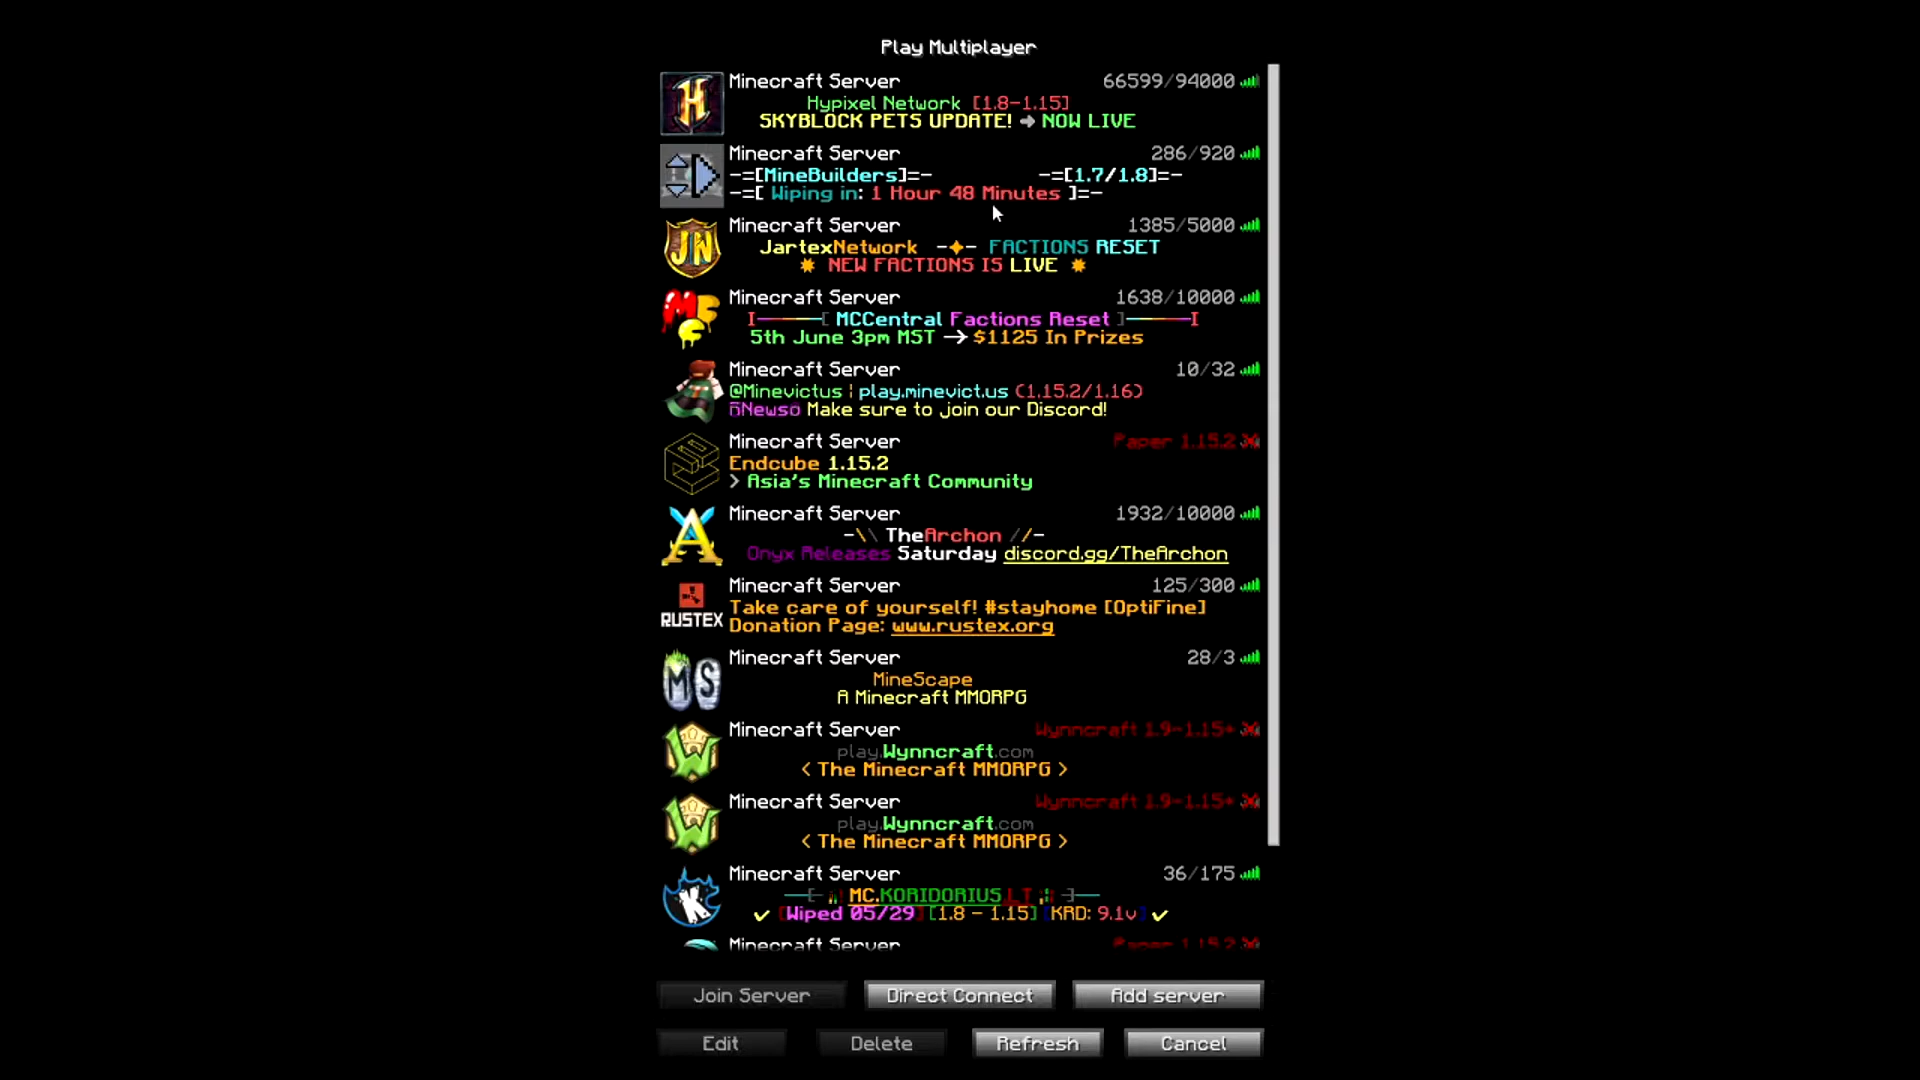 Play Multiplayer
Minecraft Server 66599/94000
Hypixel Network [1.8-1.15]
SKYBLOCK PETS UPDATE! → NOW LIVE
Minecraft Server 286/920
-=[MineBuilders]=- -=[1.7/1.8]=-
-=[ Wiping in: 1 Hour 48 Minutes ]=-
JN
Minecraft Server 1385/5000
JartexNetwork -✦- FACTIONS RESET
✹ NEW FACTIONS IS LIVE ✹
MCC
Minecraft Server 1638/10000
I———[ MCCentral Factions Reset ]———I
5th June 3pm MST → $1125 In Prizes
Minecraft Server 10/32
@Minevictus ¦ play.minevict.us (1.15.2/1.16)
Make sure to join our Discord!
Minecraft Server Paper 1.15.2
Endcube 1.15.2
> Asia's Minecraft Community
A
Minecraft Server 1932/10000
-\\ TheArchon //-
Onyx Releases Saturday discord.gg/TheArchon
Minecraft Server 125/300
RUSTEX
Take care of yourself! #stayhome [OptiFine]
Donation Page: www.rustex.org
MS
Minecraft Server 28/3
MineScape
A Minecraft MMORPG
Minecraft Server Wynncraft 1.9-1.15+
play.Wynncraft.com
< The Minecraft MMORPG >
Minecraft Server Wynncraft 1.9-1.15+
play.Wynncraft.com
< The Minecraft MMORPG >
K
Minecraft Server 36/175
MC.KORIDORIUS.LT
✔ [Wiped 05/29] [1.8 - 1.15] [KRD: 9.1v] ✔
Minecraft Server Paper 1.15.2
Join Server Direct Connect Add server
Edit Delete Refresh Cancel